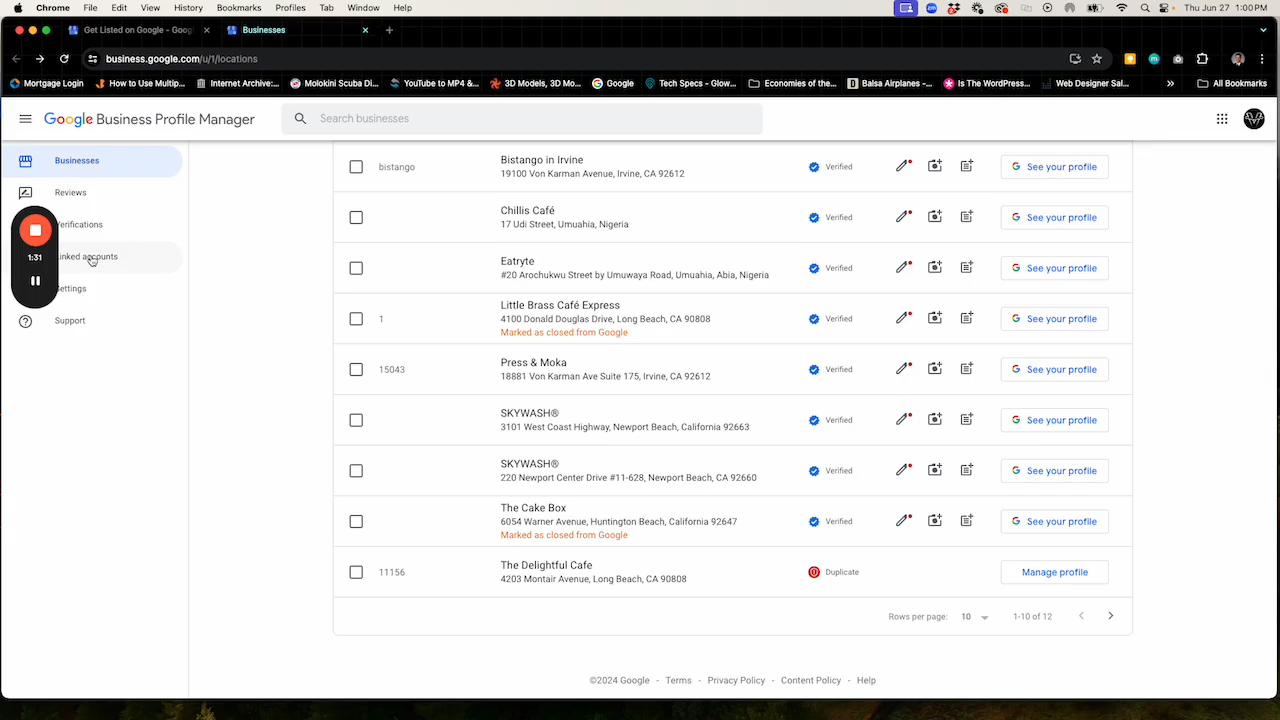 Chrome File Edit View History Bookmarks Profiles Tab Window Help Thu Jun 27 1:00PM
Get Listed on Google - Goog Businesses
business.google.com/u/1/locations
Mortgage Login How to Use Multip... Internet Archive:... Molokini Scuba Di... YouTube to MP4 &... 3D Models, 3D Mo... Google Tech Specs - Glow... Economies of the... Balsa Airplanes -... Is The WordPress... Web Designer Sal... » All Bookmarks
Google Business Profile Manager Search businesses
Businesses
Reviews
Verifications
Linked accounts
Settings
Support
1:31
bistango Bistango in Irvine Verified See your profile
19100 Von Karman Avenue, Irvine, CA 92612
Chillis Café Verified See your profile
17 Udi Street, Umuahia, Nigeria
Eatryte Verified See your profile
#20 Arochukwu Street by Umuwaya Road, Umuahia, Abia, Nigeria
1 Little Brass Café Express Verified See your profile
4100 Donald Douglas Drive, Long Beach, CA 90808
Marked as closed from Google
15043 Press & Moka Verified See your profile
18881 Von Karman Ave Suite 175, Irvine, CA 92612
SKYWASH® Verified See your profile
3101 West Coast Highway, Newport Beach, California 92663
SKYWASH® Verified See your profile
220 Newport Center Drive #11-628, Newport Beach, CA 92660
The Cake Box Verified See your profile
6054 Warner Avenue, Huntington Beach, California 92647
Marked as closed from Google
11156 The Delightful Cafe Duplicate Manage profile
4203 Montair Avenue, Long Beach, CA 90808
Rows per page: 10 1-10 of 12
©2024 Google - Terms - Privacy Policy - Content Policy - Help